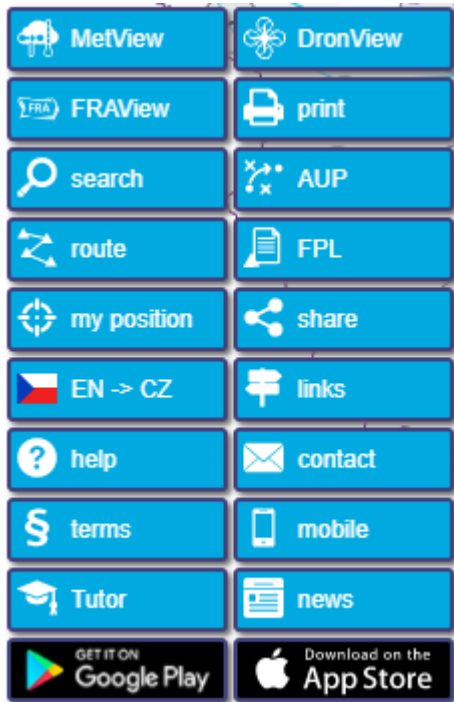 MetView
DronView
FRA
FRAView
print
search
AUP
route
FPL
my position
share
EN -> CZ
links
? help
contact
§ terms
mobile
Tutor
news
GET IT ON
Google Play
Download on the
App Store